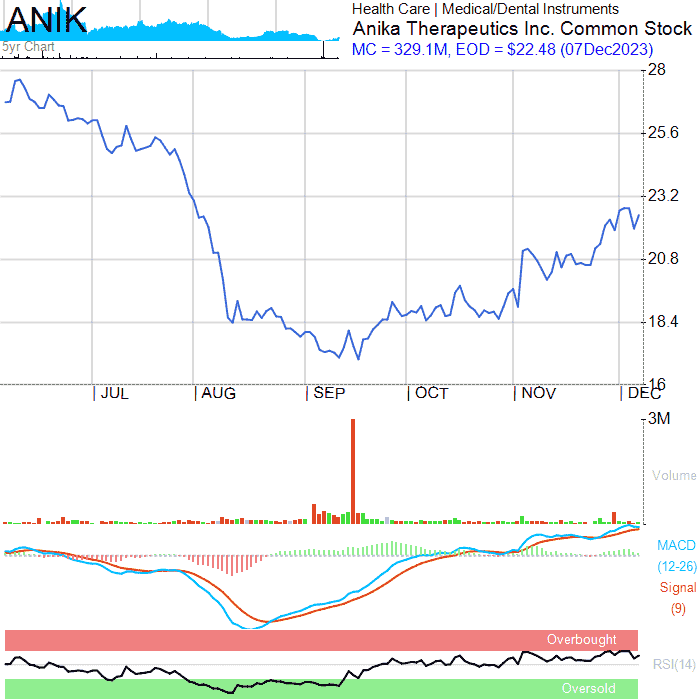 ANIK
5yr Chart
Health Care | Medical/Dental Instruments
Anika Therapeutics Inc. Common Stock
MC = 329.1M, EOD = $22.48 (07Dec2023)
28
25.6
23.2
20.8
18.4
16
JUL AUG SEP OCT NOV DEC
3M
Volume
MACD
(12-26)
Signal
(9)
Overbought
RSI(14)
Oversold